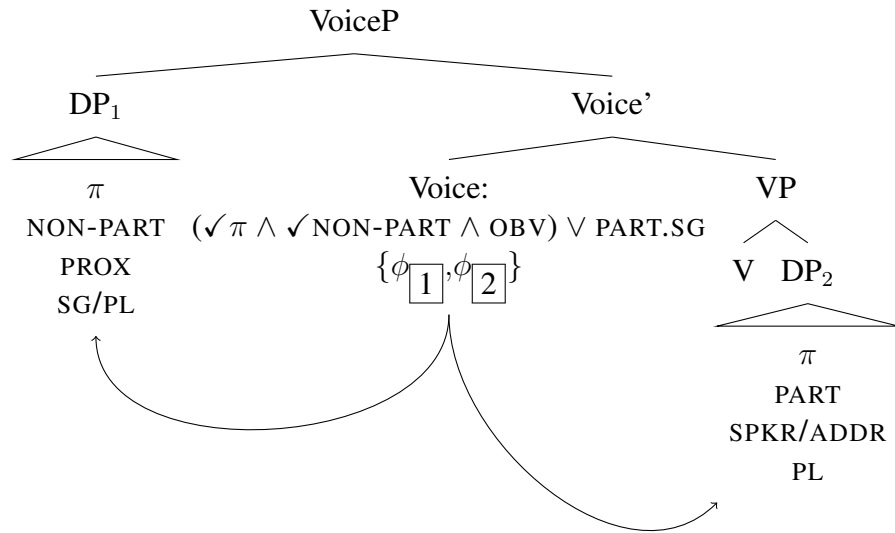 VoiceP
DP₁ Voice’
π Voice: VP
NON-PART (✓π ∧ ✓NON-PART ∧ OBV) ∨ PART.SG
PROX {ϕ1,ϕ2} V DP₂
SG/PL
π
PART
SPKR/ADDR
PL